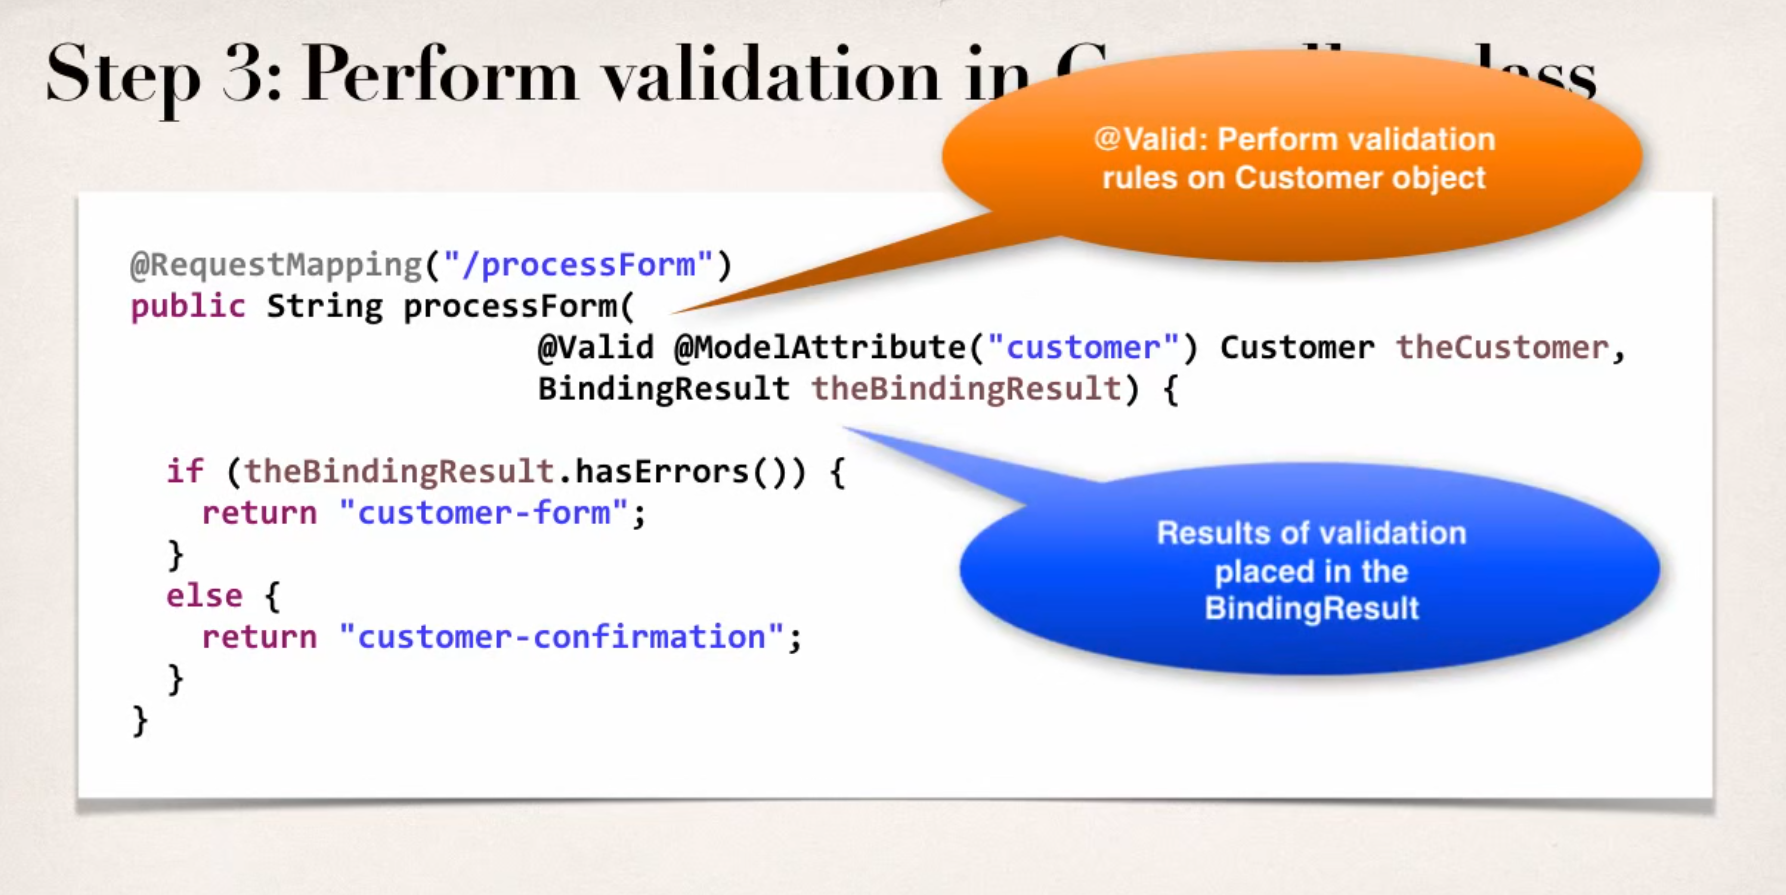 Step 3: Perform validation in
@Valid: Perform validation
rules on Customer object
@RequestMapping("/processForm")
public String processForm(
@Valid @ModelAttribute("customer") Customer theCustomer,
BindingResult theBindingResult) {
if (theBindingResult.hasErrors()) {
return "customer-form";
}
else {
return "customer-confirmation";
}
}
Results of validation
placed in the
BindingResult